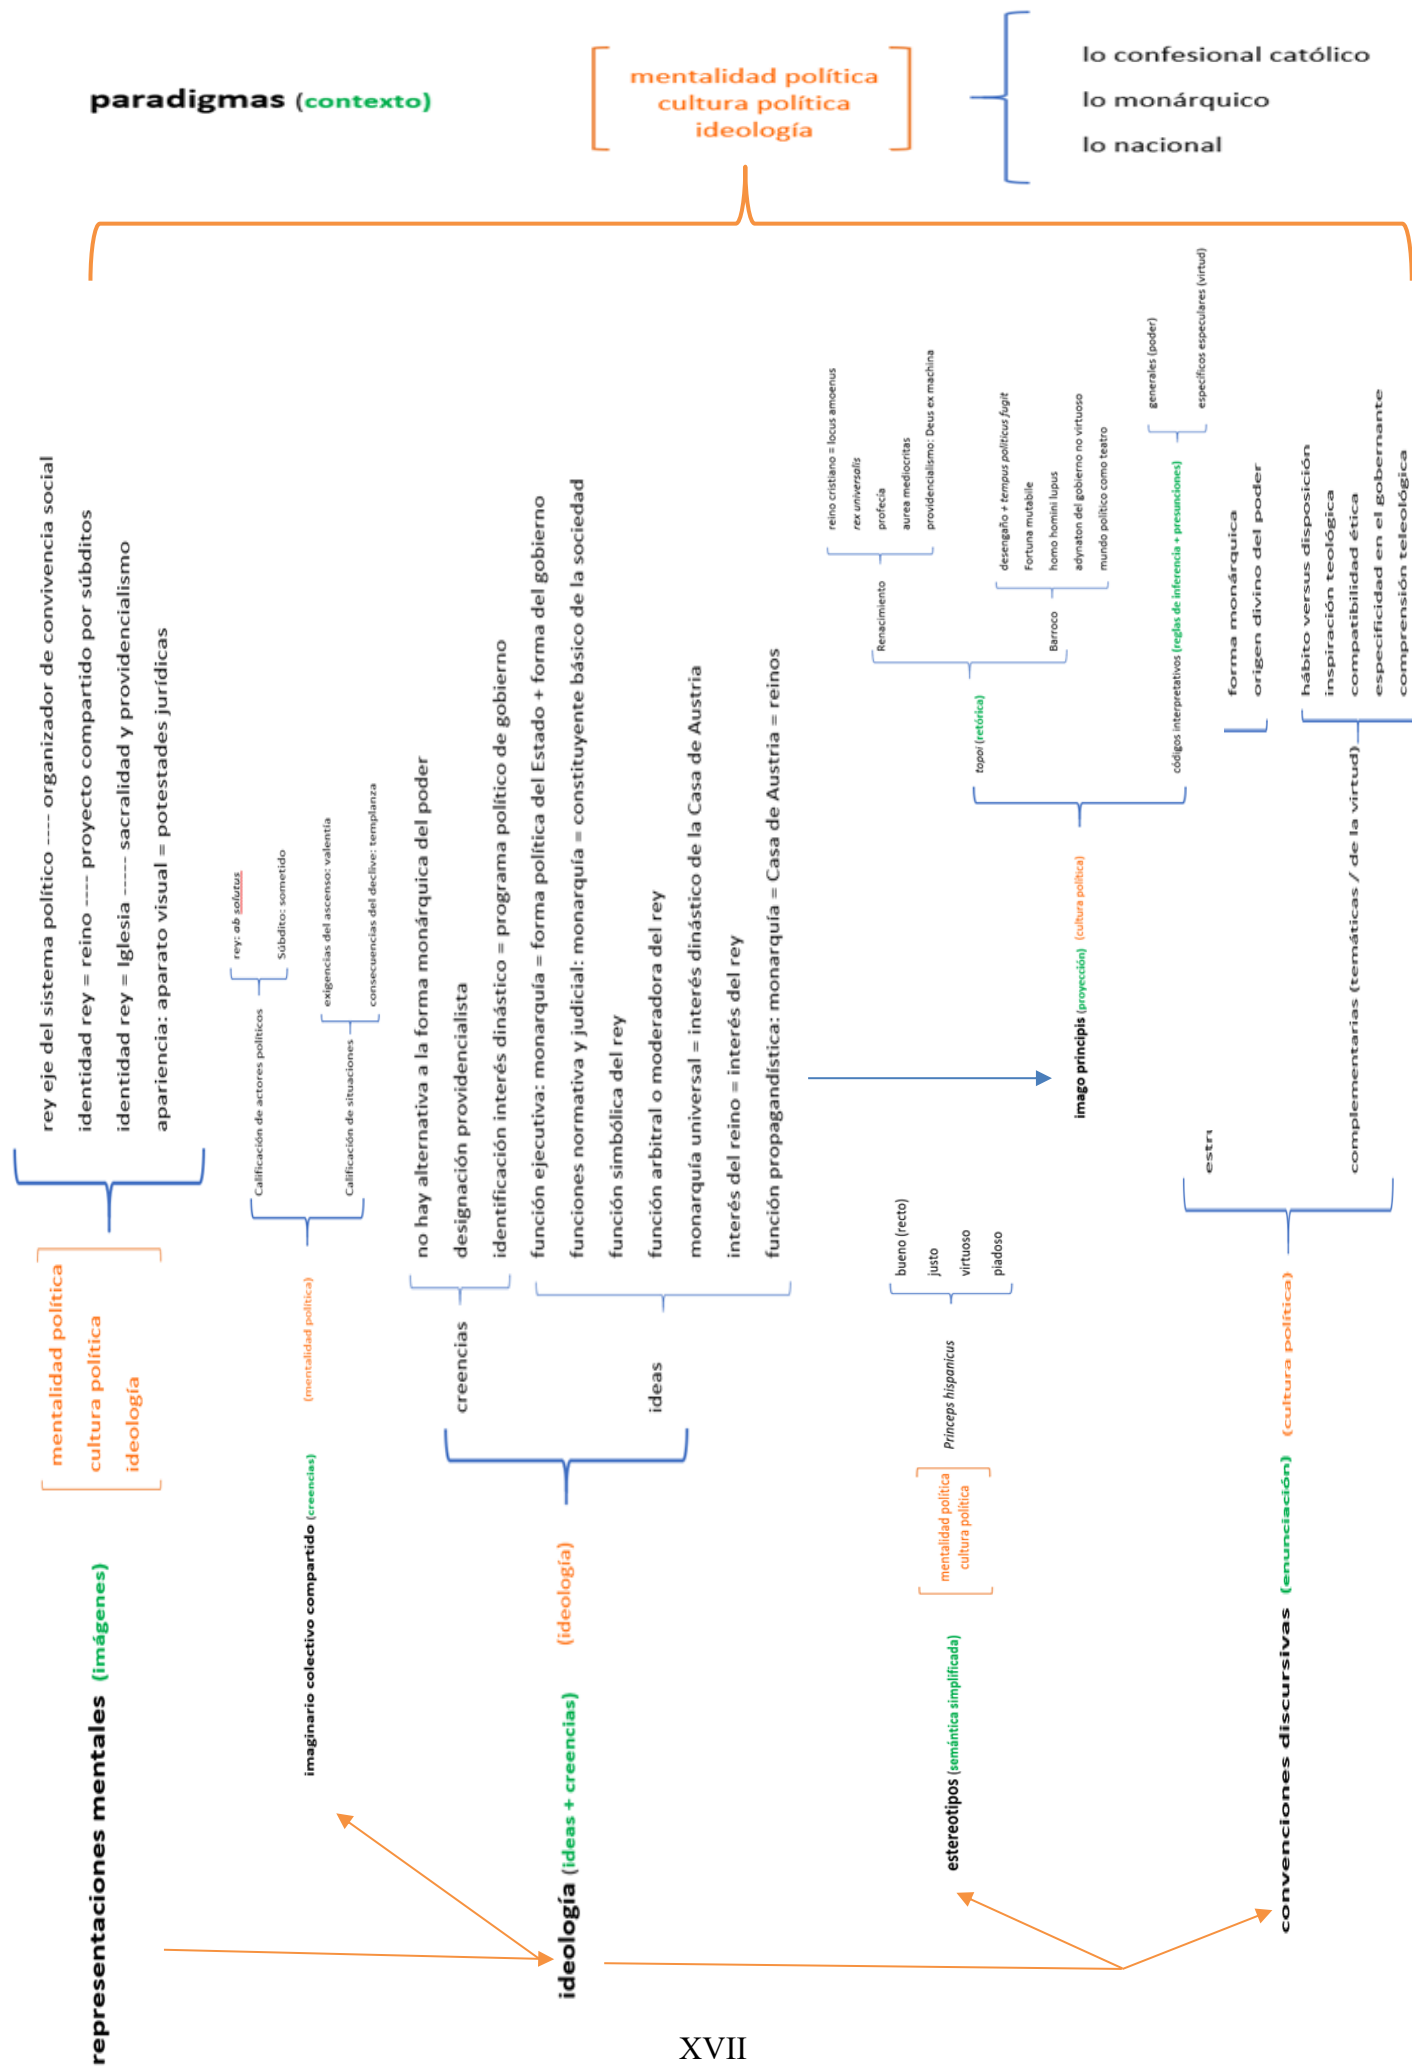 paradigmas (contexto)
mentalidad política
cultura política
ideología
lo confesional católico
lo monárquico
lo nacional
representaciones mentales (imágenes)
mentalidad política
cultura política
ideología
rey eje del sistema político ---- organizador de convivencia social
identidad rey = reino ---- proyecto compartido por súbditos
identidad rey = Iglesia ----- sacralidad y providencialismo
apariencia: aparato visual = potestades jurídicas
imaginario colectivo compartido (creencias)
(mentalidad política)
Calificación de actores políticos
rey: ab solutus
Súbdito: sometido
Calificación de situaciones
exigencias del ascenso: valentía
consecuencias del declive: templanza
ideología (ideas + creencias)
(ideología)
creencias
no hay alternativa a la forma monárquica del poder
designación providencialista
identificación interés dinástico = programa político de gobierno
ideas
función ejecutiva: monarquía = forma política del Estado + forma del gobierno
funciones normativa y judicial: monarquía = constituyente básico de la sociedad
función simbólica del rey
función arbitral o moderadora del rey
monarquía universal = interés dinástico de la Casa de Austria
interés del reino = interés del rey
función propagandística: monarquía = Casa de Austria = reinos
estereotipos (semántica simplificada)
mentalidad política
cultura política
Princeps hispanicus
bueno (recto)
justo
virtuoso
piadoso
imago principis (proyección) (cultura política)
topoi (retórica)
Renacimiento
reino cristiano = locus amoenus
rex universalis
profecía
aurea mediocritas
providencialismo: Deus ex machina
Barroco
desengaño + tempus politicus fugit
Fortuna mutabile
homo homini lupus
adynaton del gobierno no virtuoso
mundo político como teatro
códigos interpretativos (reglas de inferencia + presunciones)
generales (poder)
específicos especulares (virtud)
convenciones discursivas (enunciación) (cultura política)
estri
forma monárquica
origen divino del poder
complementarias (temáticas / de la virtud)
hábito versus disposición
inspiración teológica
compatibilidad ética
especificidad en el gobernante
comprensión teleológica
XVII